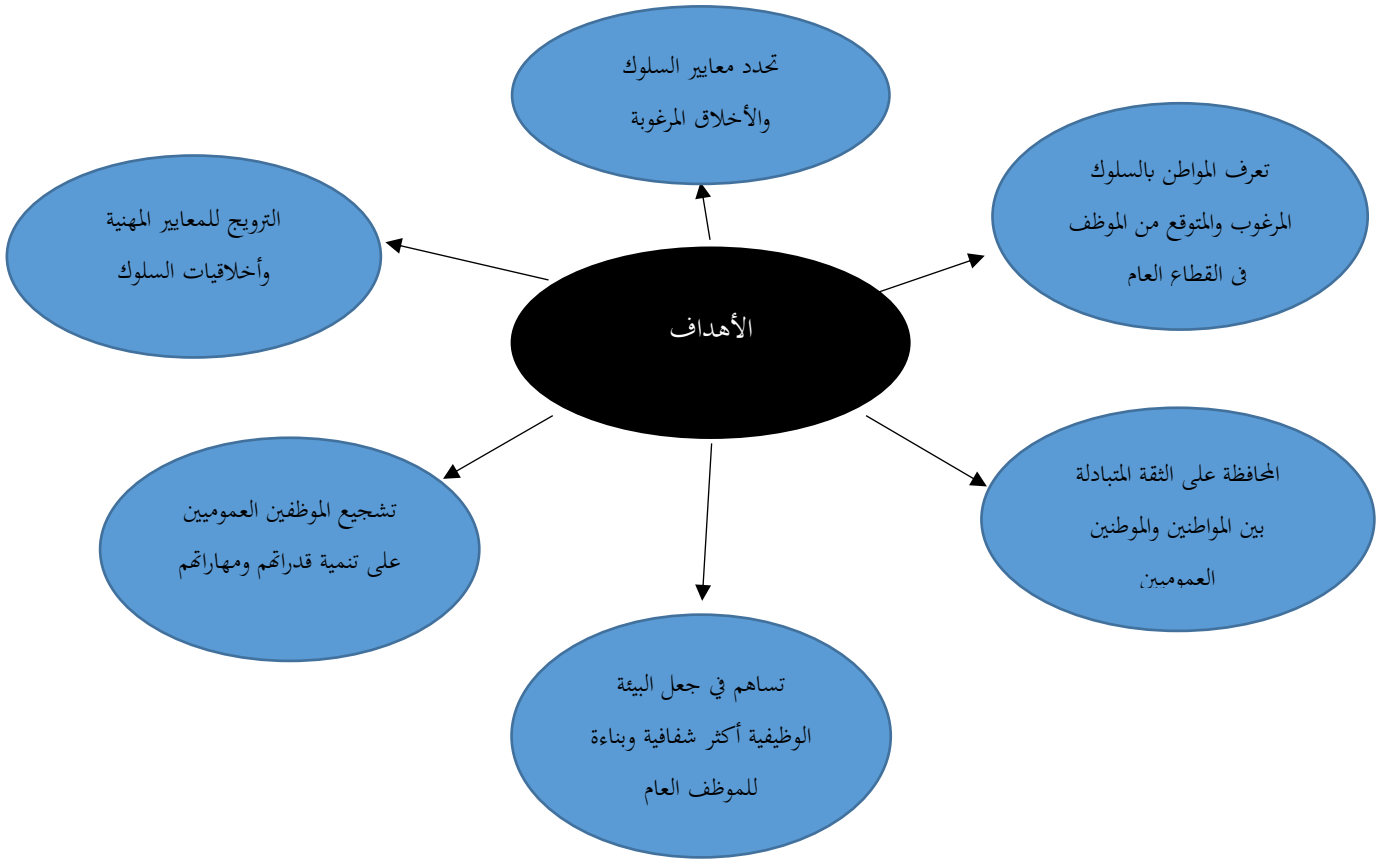 تحدد معايير السلوك
والأخلاق المرغوبة
تعرف المواطن بالسلوك
المرغوب والمتوقع من الموظف
فى القطاع العام
الترويج للمعايير المهنية
وأخلاقيات السلوك
الأهداف
المحافظة على الثقة المتبادلة
بين المواطنين والموطنين
العموميين
تشجيع الموظفين العموميين
على تنمية قدراتهم ومهاراتهم
تساهم في جعل البيئة
الوظيفية أكثر شفافية وبناءة
للموظف العام